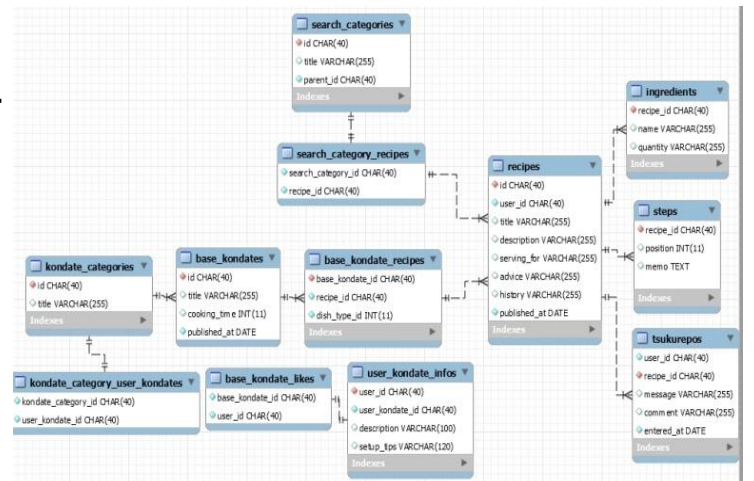 search_categories
id CHAR(40)
title VARCHAR(255)
parent_id CHAR(40)
Indexes
search_category_recipes
search_category_id CHAR(40)
recipe_id CHAR(40)
recipes
id CHAR(40)
user_id CHAR(40)
title VARCHAR(255)
description VARCHAR(255)
serving_for VARCHAR(255)
advice VARCHAR(255)
history VARCHAR(255)
published_at DATE
Indexes
ingredients
recipe_id CHAR(40)
name VARCHAR(255)
quantity VARCHAR(255)
Indexes
steps
recipe_id CHAR(40)
position INT(11)
memo TEXT
Indexes
tsukurepos
user_id CHAR(40)
recipe_id CHAR(40)
message VARCHAR(255)
comment VARCHAR(255)
entered_at DATE
Indexes
kondate_categories
id CHAR(40)
title VARCHAR(255)
Indexes
base_kondates
id CHAR(40)
title VARCHAR(255)
cooking_time INT(11)
published_at DATE
Indexes
base_kondate_recipes
base_kondate_id CHAR(40)
recipe_id CHAR(40)
dish_type_id INT(11)
Indexes
kondate_category_user_kondates
kondate_category_id CHAR(40)
user_kondate_id CHAR(40)
base_kondate_likes
base_kondate_id CHAR(40)
user_id CHAR(40)
user_kondate_infos
user_id CHAR(40)
user_kondate_id CHAR(40)
description VARCHAR(100)
setup_tips VARCHAR(120)
Indexes